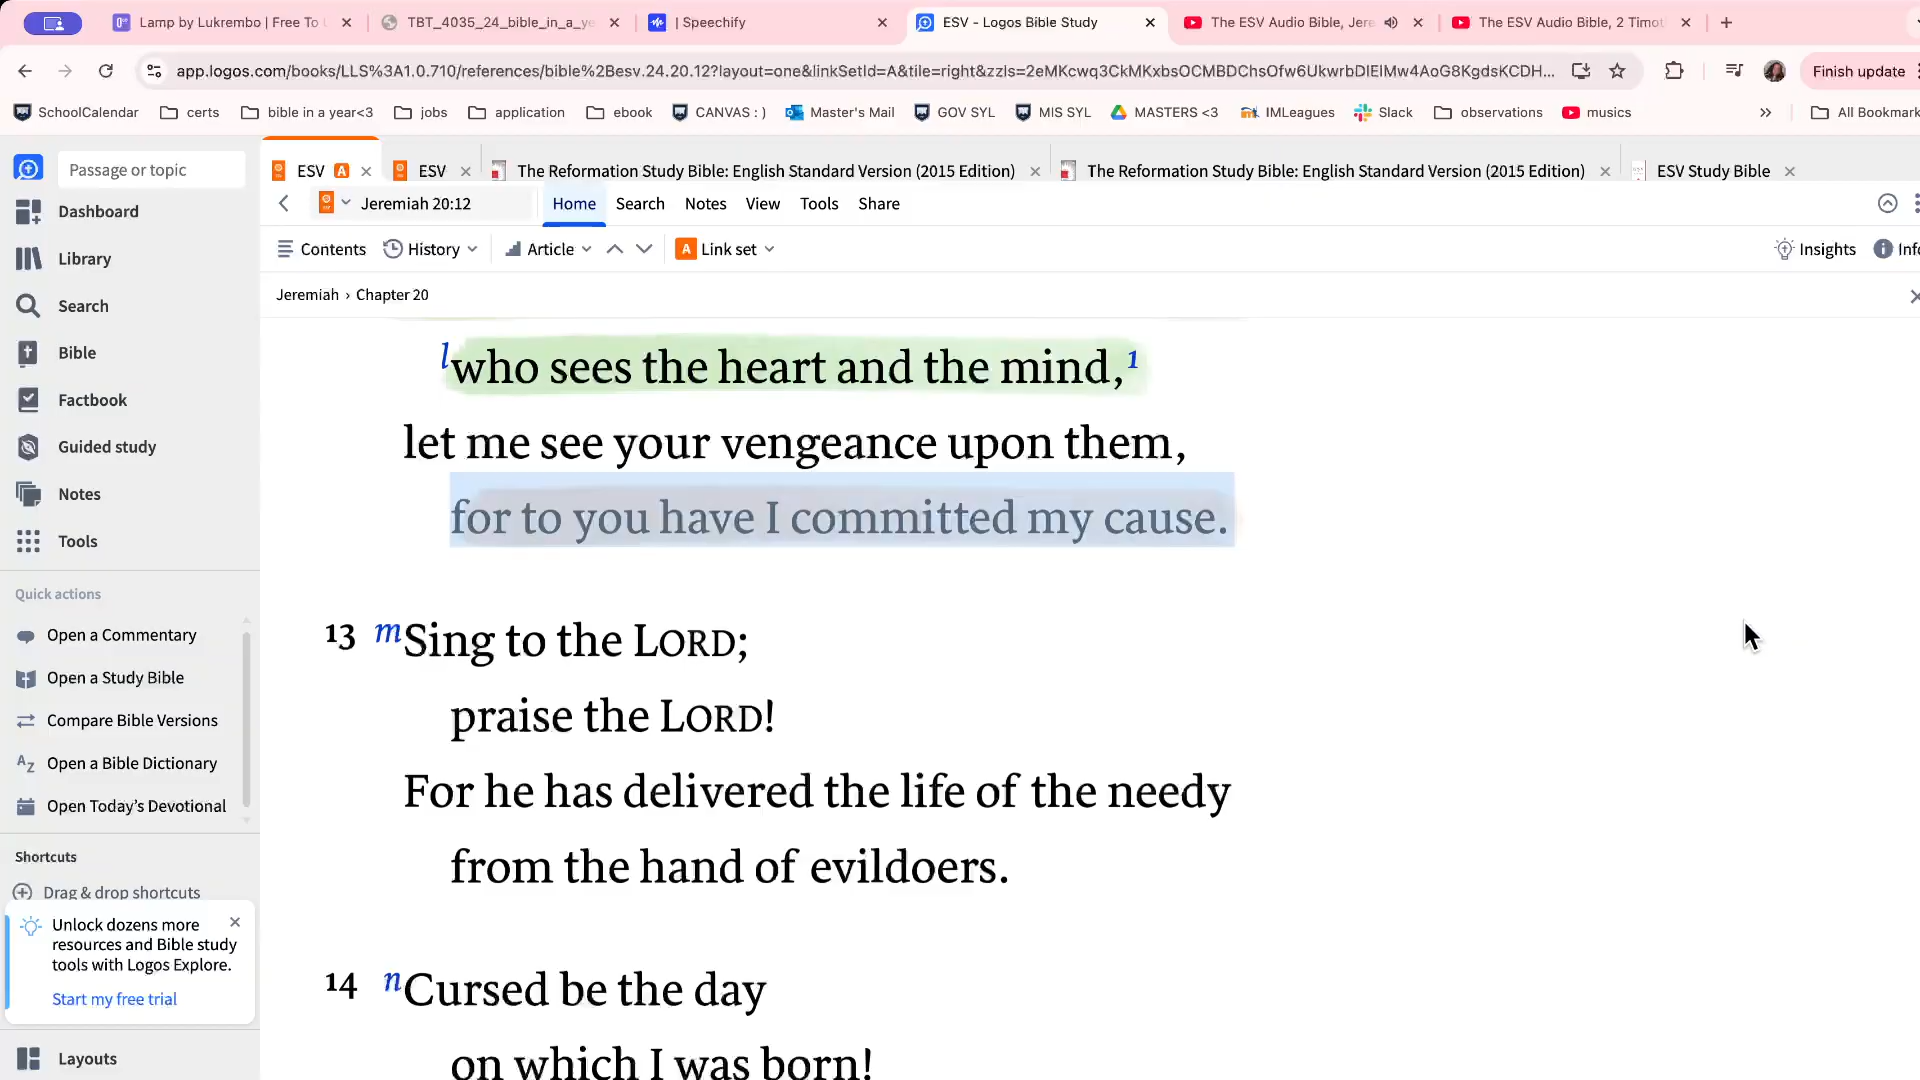 Lamp by Lukrembo | Free To U
TBT_4035_24_bible_in_a_ye
| Speechify
ESV - Logos Bible Study
The ESV Audio Bible, Jere
The ESV Audio Bible, 2 Timot
app.logos.com/books/LLS%3A1.0.710/references/bible%2Besv.24.20.12?layout=one&linkSetId=A&tile=right&zzls=2eMKcwq3CkMKxbsOCMBDChsOfw6UkwrbDlEIMw4AoG8KgdsKCDH...
Finish update
SchoolCalendar
certs
bible in a year<3
jobs
application
ebook
CANVAS : )
Master's Mail
GOV SYL
MIS SYL
MASTERS <3
IMLeagues
Slack
observations
musics
»
All Bookmark
Passage or topic
ESV A
ESV
The Reformation Study Bible: English Standard Version (2015 Edition)
The Reformation Study Bible: English Standard Version (2015 Edition)
ESV Study Bible
Jeremiah 20:12
Home
Search
Notes
View
Tools
Share
Contents
History
Article
A Link set
Insights
Info
Jeremiah › Chapter 20
Dashboard
Library
Search
Bible
Factbook
Guided study
Notes
Tools
Quick actions
Open a Commentary
Open a Study Bible
Compare Bible Versions
AZ Open a Bible Dictionary
Open Today's Devotional
Shortcuts
Drag & drop shortcuts
Unlock dozens more
resources and Bible study
tools with Logos Explore.
Start my free trial
Layouts
l who sees the heart and the mind, 1
let me see your vengeance upon them,
for to you have I committed my cause.
13 m Sing to the LORD;
praise the LORD!
For he has delivered the life of the needy
from the hand of evildoers.
14 n Cursed be the day
on which I was born!